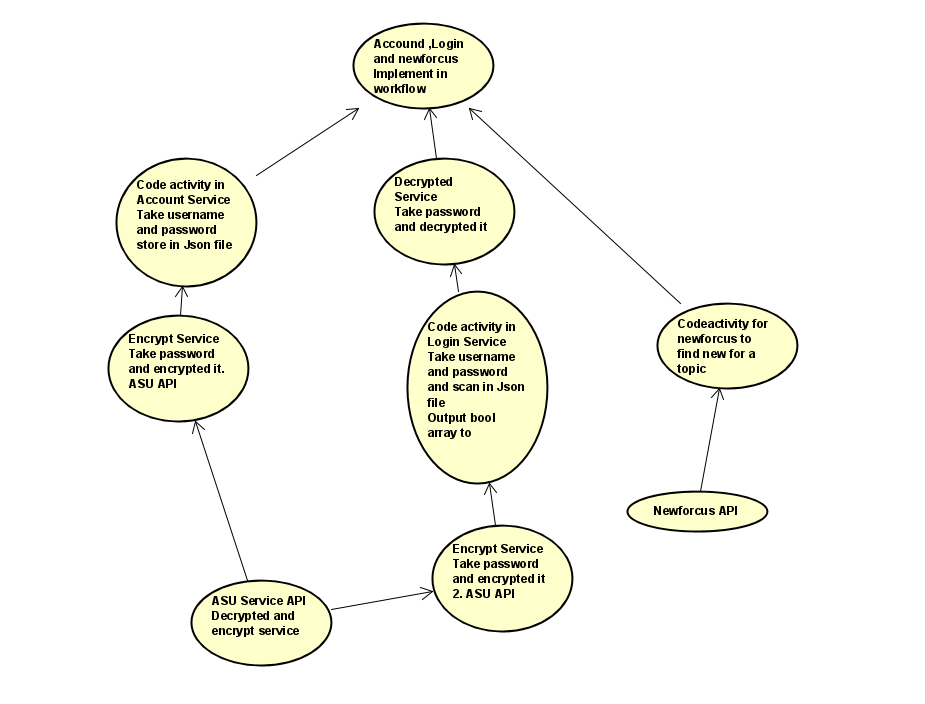 Accound ,Login
and newforcus
Implement in
workflow
Code activity in
Account Service
Take username
and password
store in Json file
Decrypted
Service
Take password
and decrypted it
Encrypt Service
Take password
and encrypted it.
ASU API
Code activity in
Login Service
Take username
and password
and scan in Json
file
Output bool
array to
Codeactivity for
newforcus to
find new for a
topic
Newforcus API
Encrypt Service
Take password
and encrypted it
2. ASU API
ASU Service API
Decrypted and
encrypt service